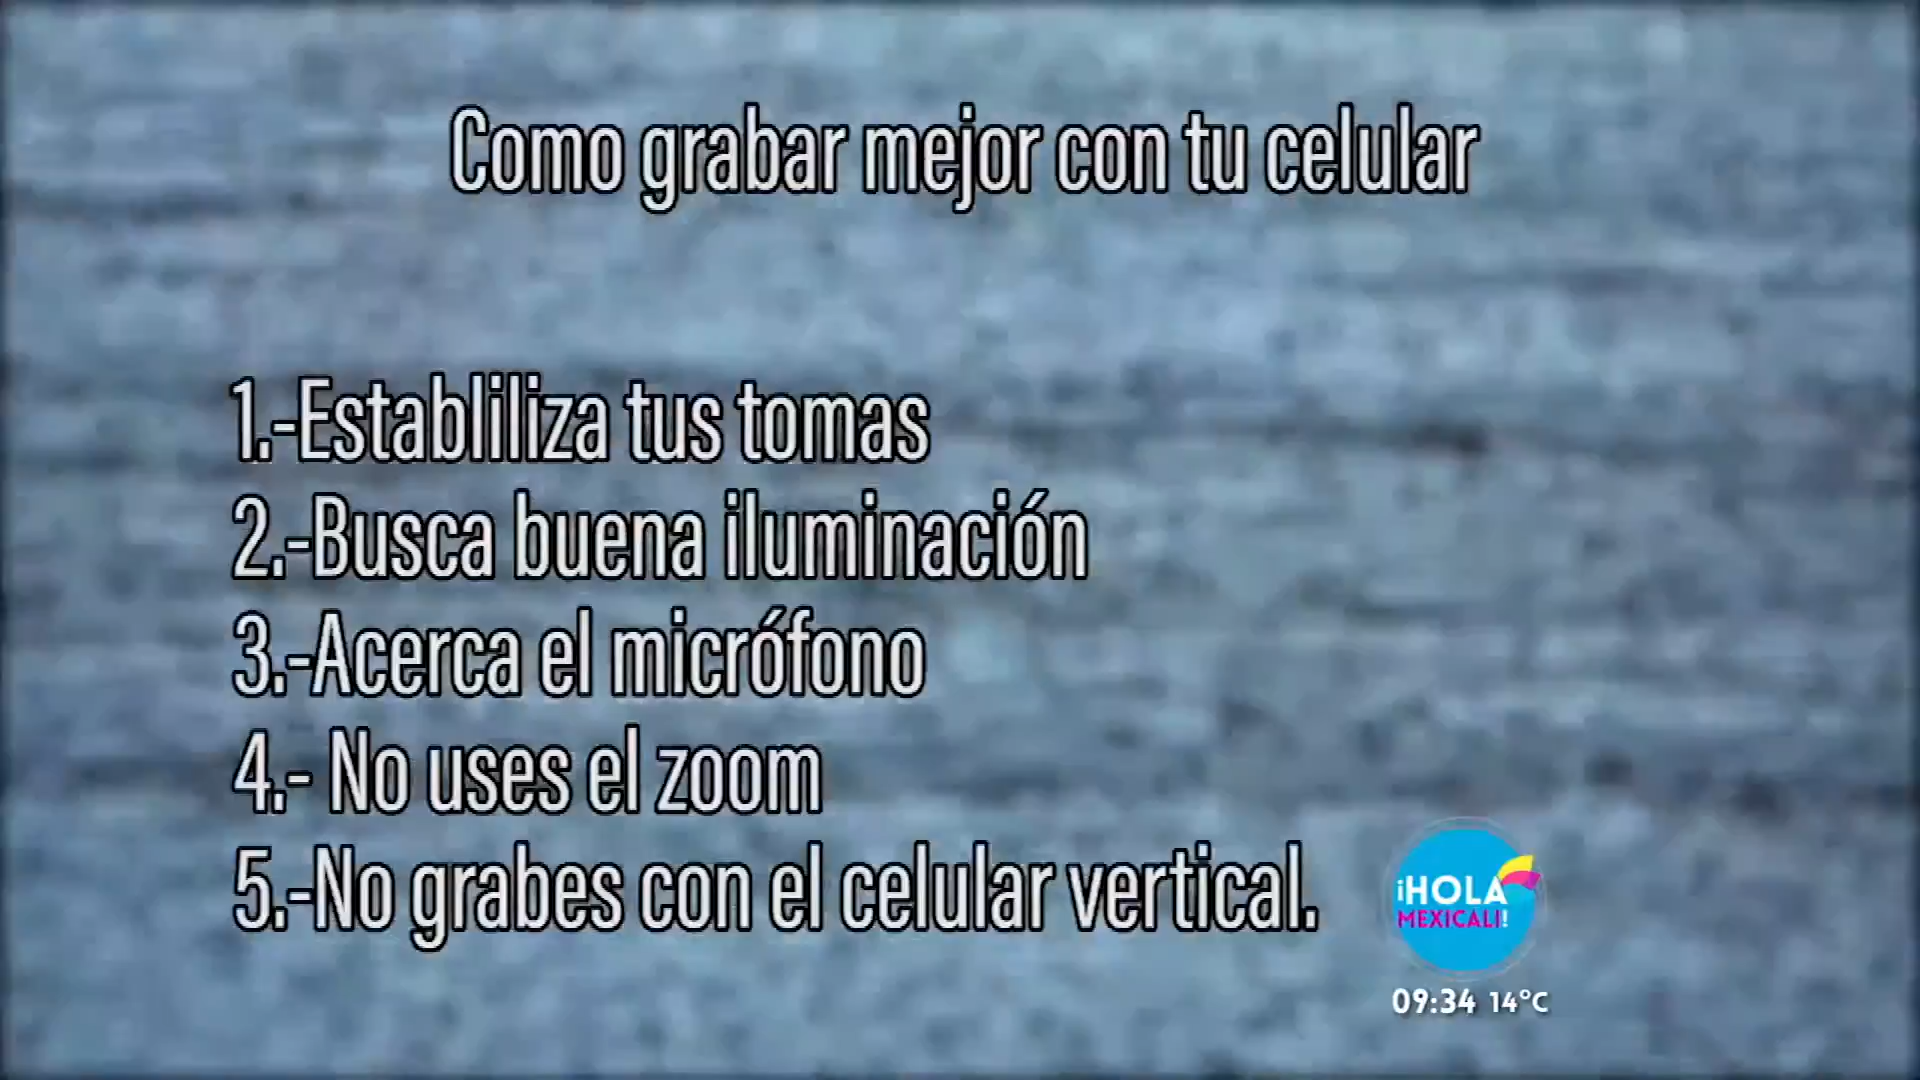 Como grabar mejor con tu celular
1.-Establiliza tus tomas
2.-Busca buena iluminación
3.-Acerca el micrófono
4.- No uses el zoom
5.-No grabes con el celular vertical.
¡HOLA
MEXICALI!
09:34 14°C